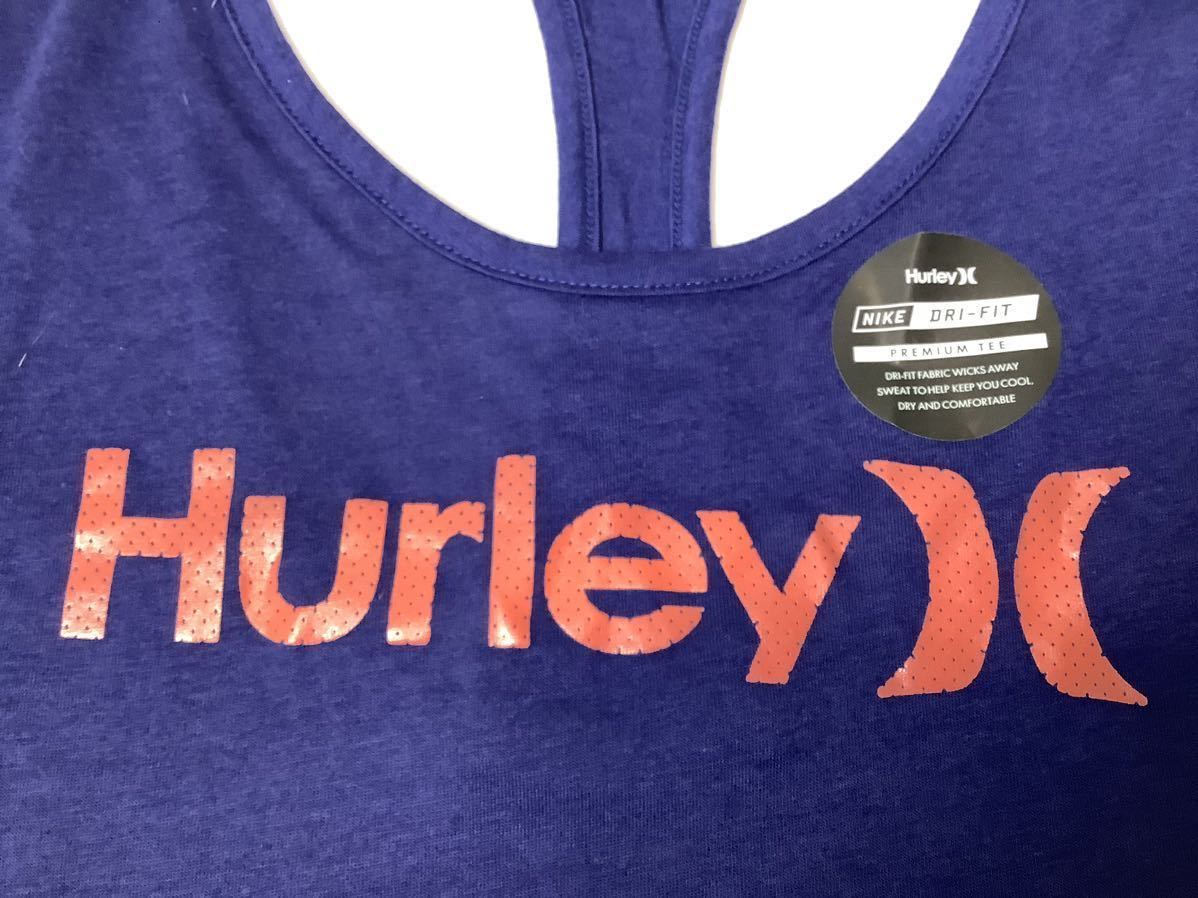 Hurley
NIKE DRI-FIT
PREMIUM TEE
DRI-FIT FABRIC WICKS AWAY
SWEAT TO HELP KEEP YOU COOL,
DRY AND COMFORTABLE
Hurley